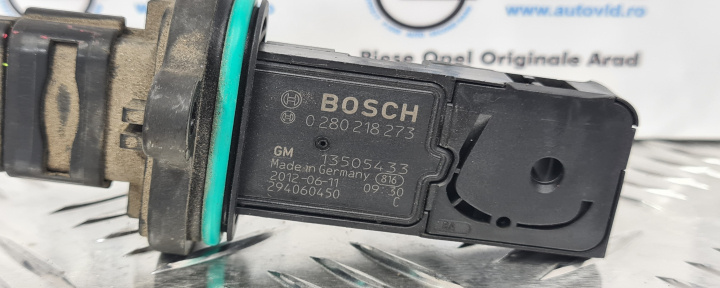 www.autovid.ro
Piese Opel Originale Arad
BOSCH
0 280 218 273
GM 13505433
Made in Germany 816
2012-06-11 09:30
294060450 C